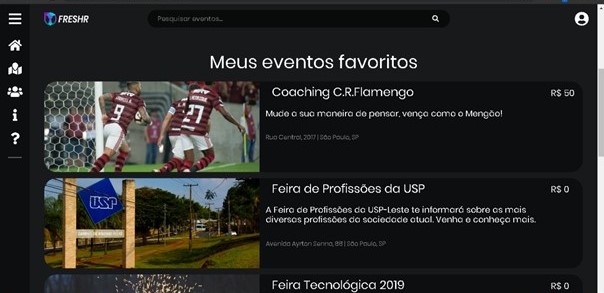 FRESHR
Pesquisar eventos...
Meus eventos favoritos
Coaching C.R.Flamengo
R$ 50
Mude a sua maneira de pensar, vença como o Mengão!
Rua Central, 2017 | São Paulo, SP
9
27
Feira de Profissões da USP
R$ 0
A Feira de Profissões da USP-Leste te informará sobre as mais
diversas profissões da sociedade atual. Venha e conheça mais.
Avenida Ayrton Senna, 811 | São Paulo, SP
USP
Feira Tecnológica 2019
R$ 0